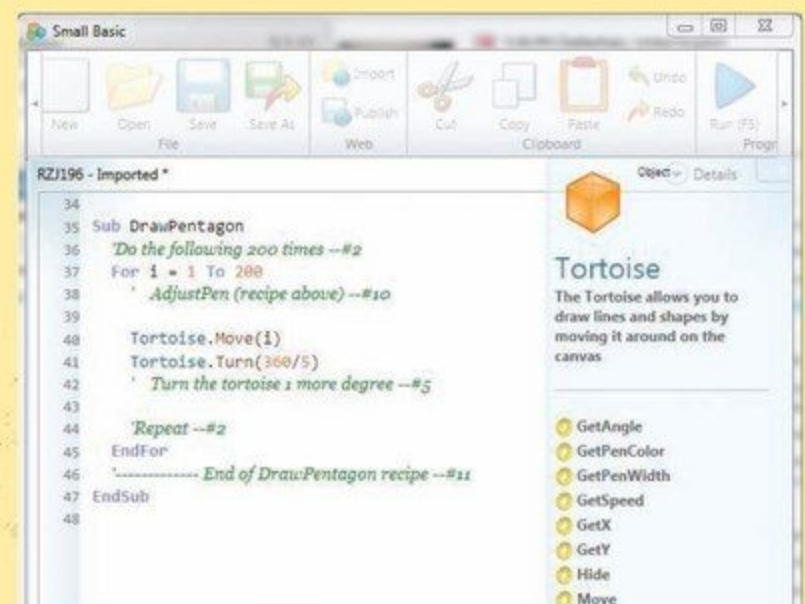 Small Basic
New
Open
Save
Save As
File
Import
Publish
Web
Cut
Copy
Paste
Undo
Redo
Clipboard
Run (F5)
Progr
RZJ196 - Imported *
34
35 Sub DrawPentagon
36 'Do the following 200 times --#2
37 For i = 1 To 200
38 ' AdjustPen (recipe above) --#10
39
40 Tortoise.Move(i)
41 Tortoise.Turn(360/5)
42 ' Turn the tortoise 1 more degree --#5
43
44 'Repeat --#2
45 EndFor
46 '------------- End of DrawPentagon recipe --#11
47 EndSub
48
Object
Details
Tortoise
The Tortoise allows you to
draw lines and shapes by
moving it around on the
canvas
GetAngle
GetPenColor
GetPenWidth
GetSpeed
GetX
GetY
Hide
Move